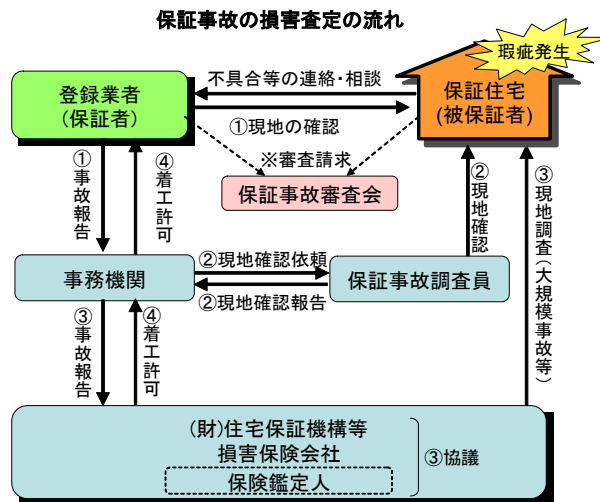 保証事故の損害査定の流れ
瑕疵発生
登録業者
(保証者)
不具合等の連絡・相談
保証住宅
(被保証者)
①現地の確認
※審査請求
保証事故審査会
①事故報告
④着工許可
②現地確認
③現地調査(大規模事故等)
事務機関
②現地確認依頼
②現地確認報告
保証事故調査員
③事故報告
④着工許可
(財)住宅保証機構等
損害保険会社
保険鑑定人
③協議